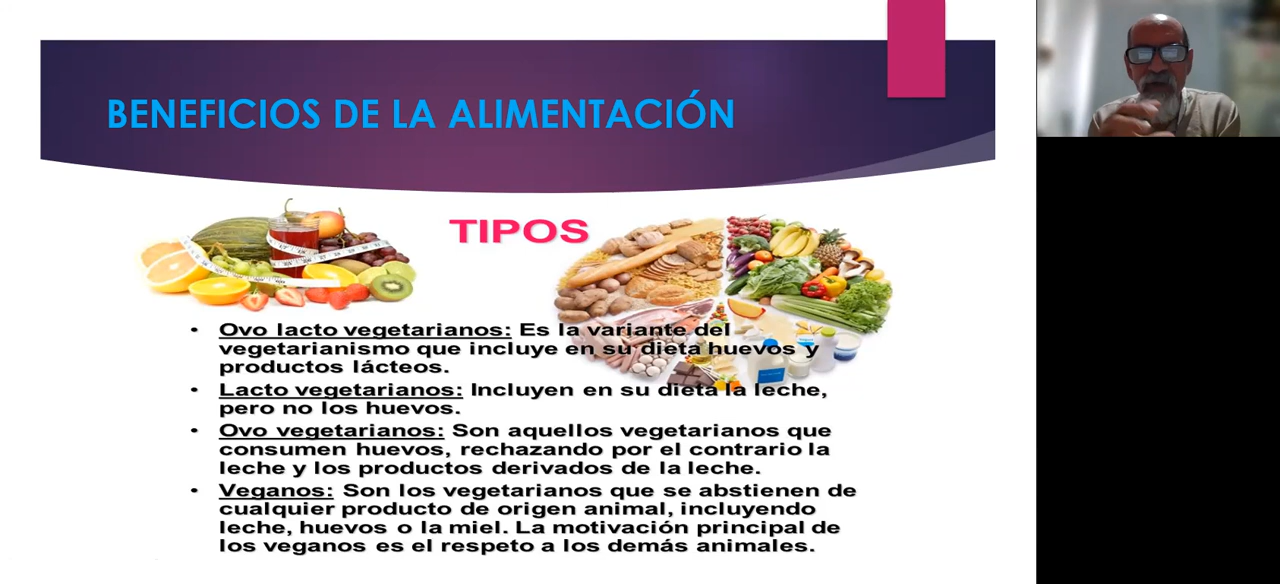 BENEFICIOS DE LA ALIMENTACIÓN
TIPOS
• Ovo lacto vegetarianos: Es la variante del
vegetarianismo que incluye en su dieta huevos y
productos lácteos.
• Lacto vegetarianos: Incluyen en su dieta la leche,
pero no los huevos.
• Ovo vegetarianos: Son aquellos vegetarianos que
consumen huevos, rechazando por el contrario la
leche y los productos derivados de la leche.
• Veganos: Son los vegetarianos que se abstienen de
cualquier producto de origen animal, incluyendo
leche, huevos o la miel. La motivación principal de
los veganos es el respeto a los demás animales.